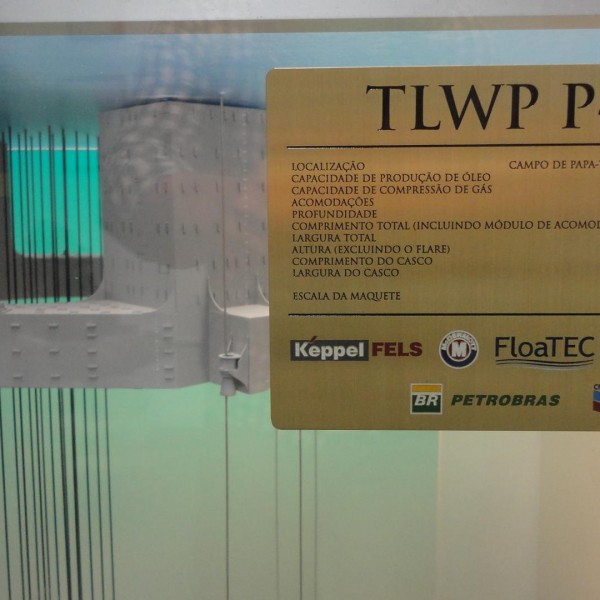 TLWP P-
LOCALIZAÇÃO CAMPO DE PAPA-
CAPACIDADE DE PRODUÇÃO DE ÓLEO
CAPACIDADE DE COMPRESSÃO DE GÁS
ACOMODAÇÕES
PROFUNDIDADE
COMPRIMENTO TOTAL (INCLUINDO MÓDULO DE ACOMOD
LARGURA TOTAL
ALTURA (EXCLUINDO O FLARE)
COMPRIMENTO DO CASCO
LARGURA DO CASCO
ESCALA DA MAQUETE
Keppel FELS McDERMOTT M FloaTEC
BR PETROBRAS